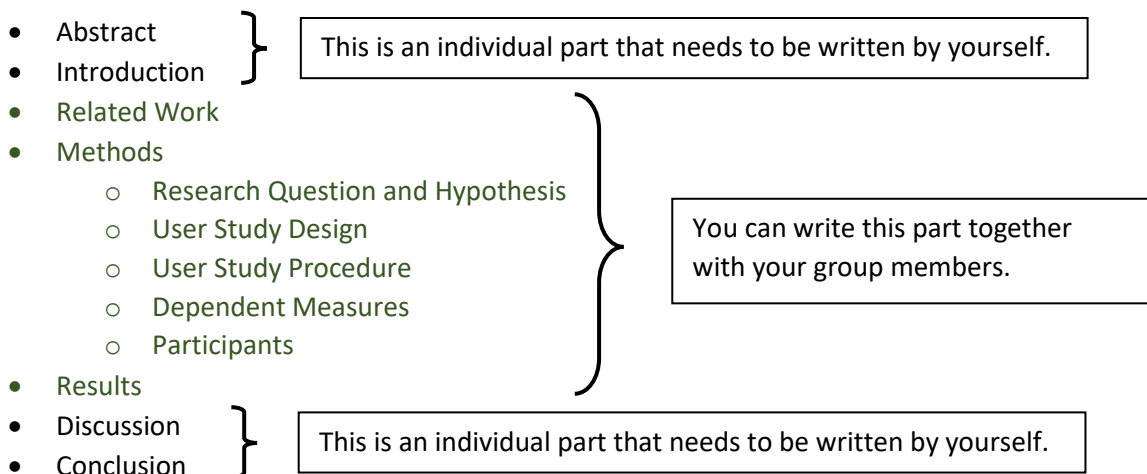 • Abstract
• Introduction
This is an individual part that needs to be written by yourself.
• Related Work
• Methods
o Research Question and Hypothesis
o User Study Design
o User Study Procedure
o Dependent Measures
o Participants
You can write this part together
with your group members.
• Results
• Discussion
• Conclusion
This is an individual part that needs to be written by yourself.